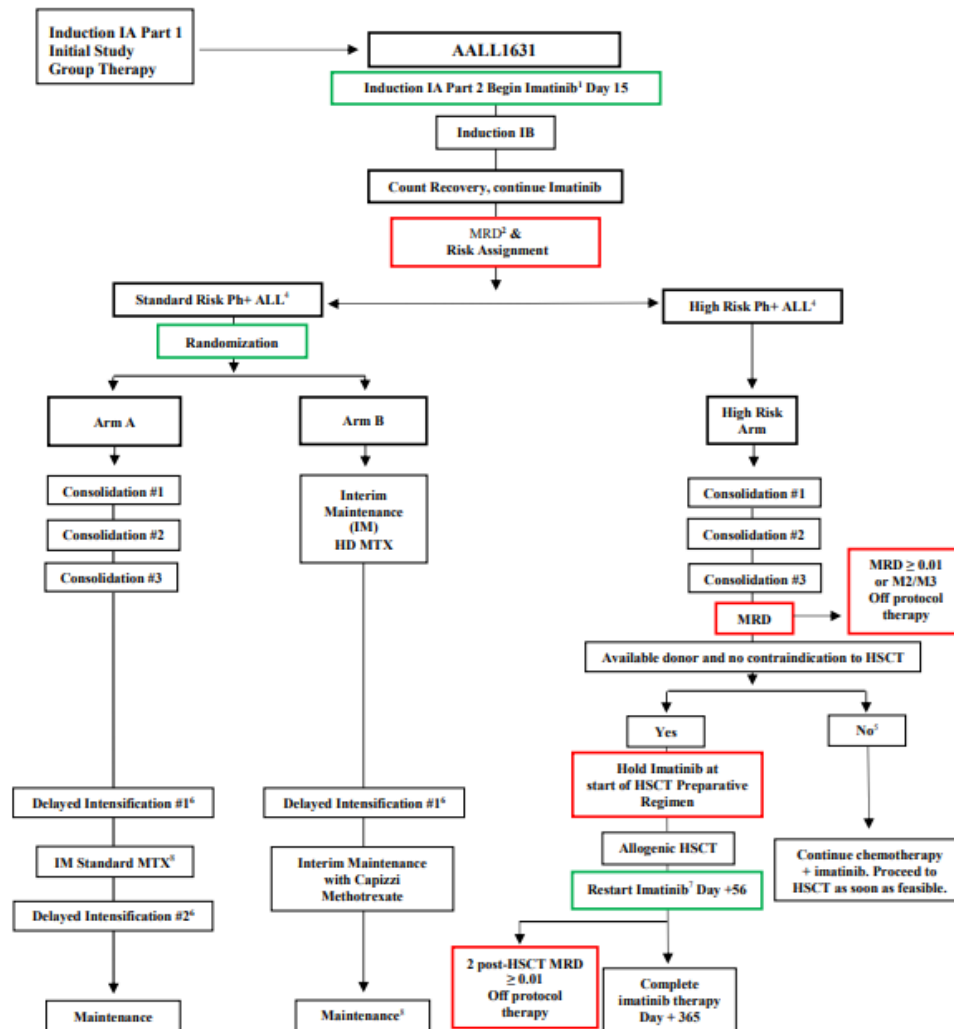 Induction IA Part 1
Initial Study
Group Therapy
AALL1631
Induction IA Part 2 Begin Imatinib¹ Day 15
Induction IB
Count Recovery, continue Imatinib
MRD² &
Risk Assignment
Standard Risk Ph+ ALL⁴
High Risk Ph+ ALL⁴
Randomization
Arm A
Arm B
High Risk
Arm
Consolidation #1
Consolidation #2
Consolidation #3
Interim
Maintenance
(IM)
HD MTX
Consolidation #1
Consolidation #2
Consolidation #3
MRD
MRD ≥ 0.01
or M2/M3
Off protocol
therapy
Available donor and no contraindication to HSCT
Yes
No⁵
Hold Imatinib at
start of HSCT Preparative
Regimen
Delayed Intensification #1⁶
Delayed Intensification #1⁶
Allogenic HSCT
IM Standard MTX⁸
Interim Maintenance
with Capizzi
Methotrexate
Continue chemotherapy
+ imatinib. Proceed to
HSCT as soon as feasible.
Restart Imatinib⁷ Day +56
Delayed Intensification #2⁶
2 post-HSCT MRD
≥ 0.01
Off protocol
therapy
Complete
imatinib therapy
Day + 365
Maintenance
Maintenance⁸